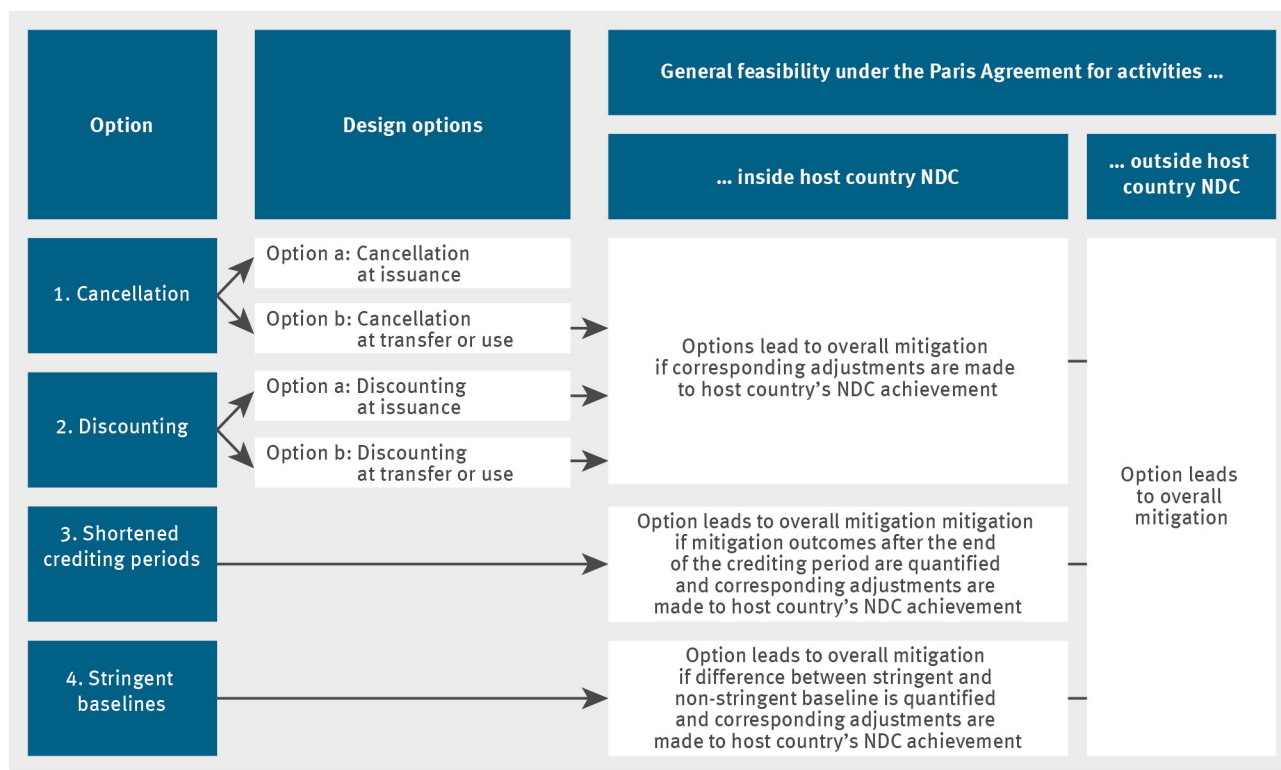 Option
Design options
General feasibility under the Paris Agreement for activities ...
... inside host country NDC
... outside host
country NDC
1. Cancellation
Option a: Cancellation
at issuance
Option b: Cancellation
at transfer or use
2. Discounting
Option a: Discounting
at issuance
Option b: Discounting
at transfer or use
Options lead to overall mitigation
if corresponding adjustments are made
to host country’s NDC achievement
3. Shortened
crediting periods
Option leads to overall mitigation mitigation
if mitigation outcomes after the end
of the crediting period are quantified
and corresponding adjustments are
made to host country’s NDC achievement
4. Stringent
baselines
Option leads to overall mitigation
if difference between stringent and
non-stringent baseline is quantified
and corresponding adjustments are
made to host country’s NDC achievement
Option leads
to overall
mitigation